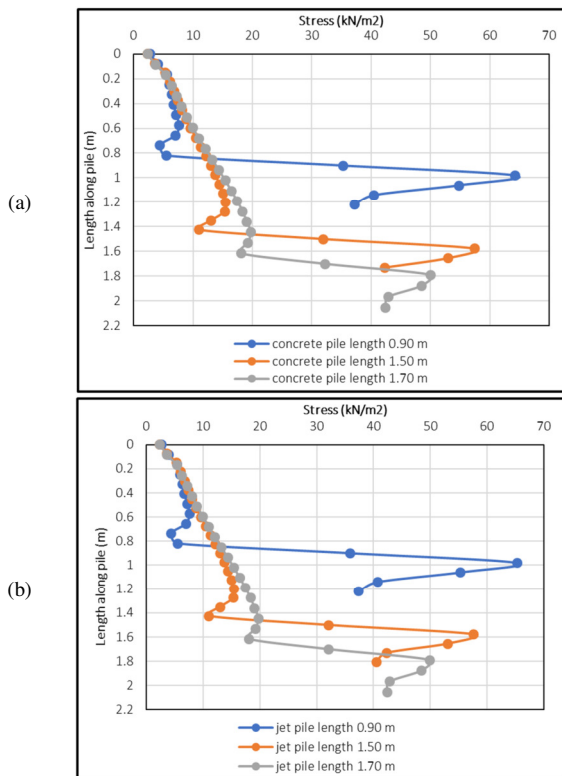 Stress (kN/m2)
0 10 20 30 40 50 60 70
0
0.2
0.4
0.6
0.8
1
1.2
1.4
1.6
1.8
2
2.2
Length along pile (m)
(a)
concrete pile length 0.90 m
concrete pile length 1.50 m
concrete pile length 1.70 m
Stress (kN/m2)
0 10 20 30 40 50 60 70
0
0.2
0.4
0.6
0.8
1
1.2
1.4
1.6
1.8
2
2.2
Length along pile (m)
(b)
jet pile length 0.90 m
jet pile length 1.50 m
jet pile length 1.70 m